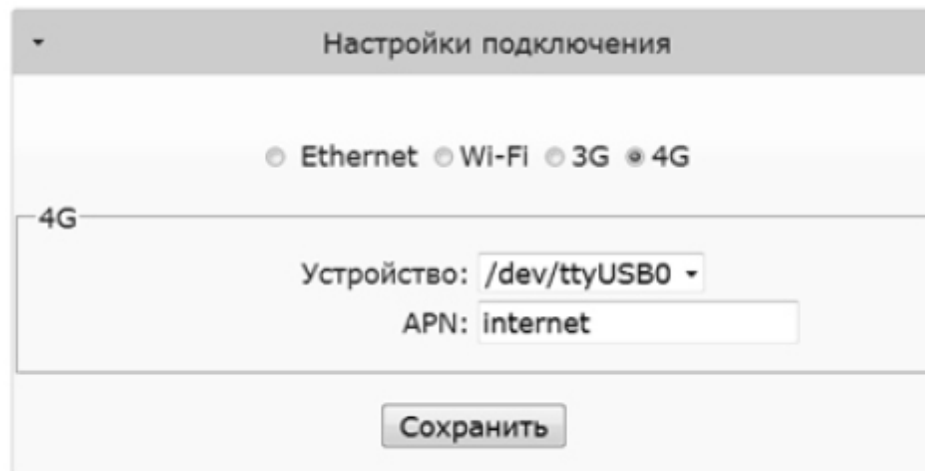 Настройки подключения
Ethernet Wi-Fi 3G 4G
4G
Устройство: /dev/ttyUSB0
APN: internet
Сохранить